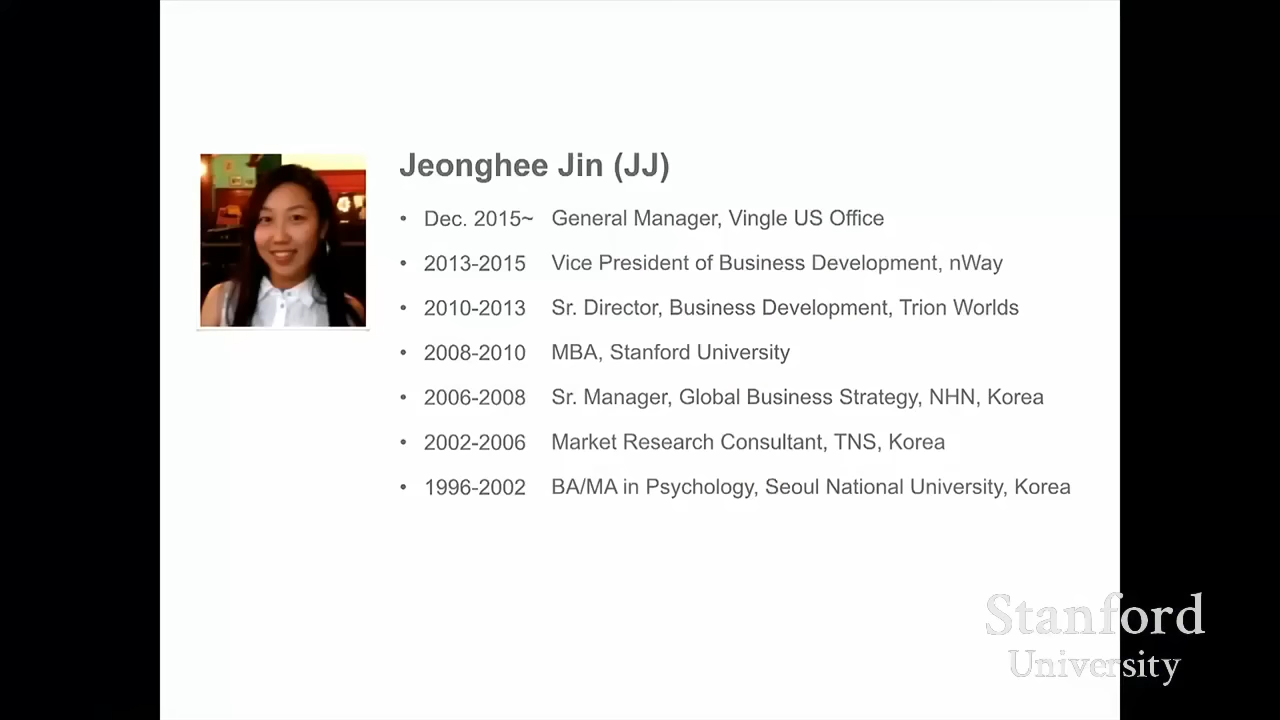 Jeonghee Jin (JJ)
• Dec. 2015~ General Manager, Vingle US Office
• 2013-2015 Vice President of Business Development, nWay
• 2010-2013 Sr. Director, Business Development, Trion Worlds
• 2008-2010 MBA, Stanford University
• 2006-2008 Sr. Manager, Global Business Strategy, NHN, Korea
• 2002-2006 Market Research Consultant, TNS, Korea
• 1996-2002 BA/MA in Psychology, Seoul National University, Korea
Stanford
University